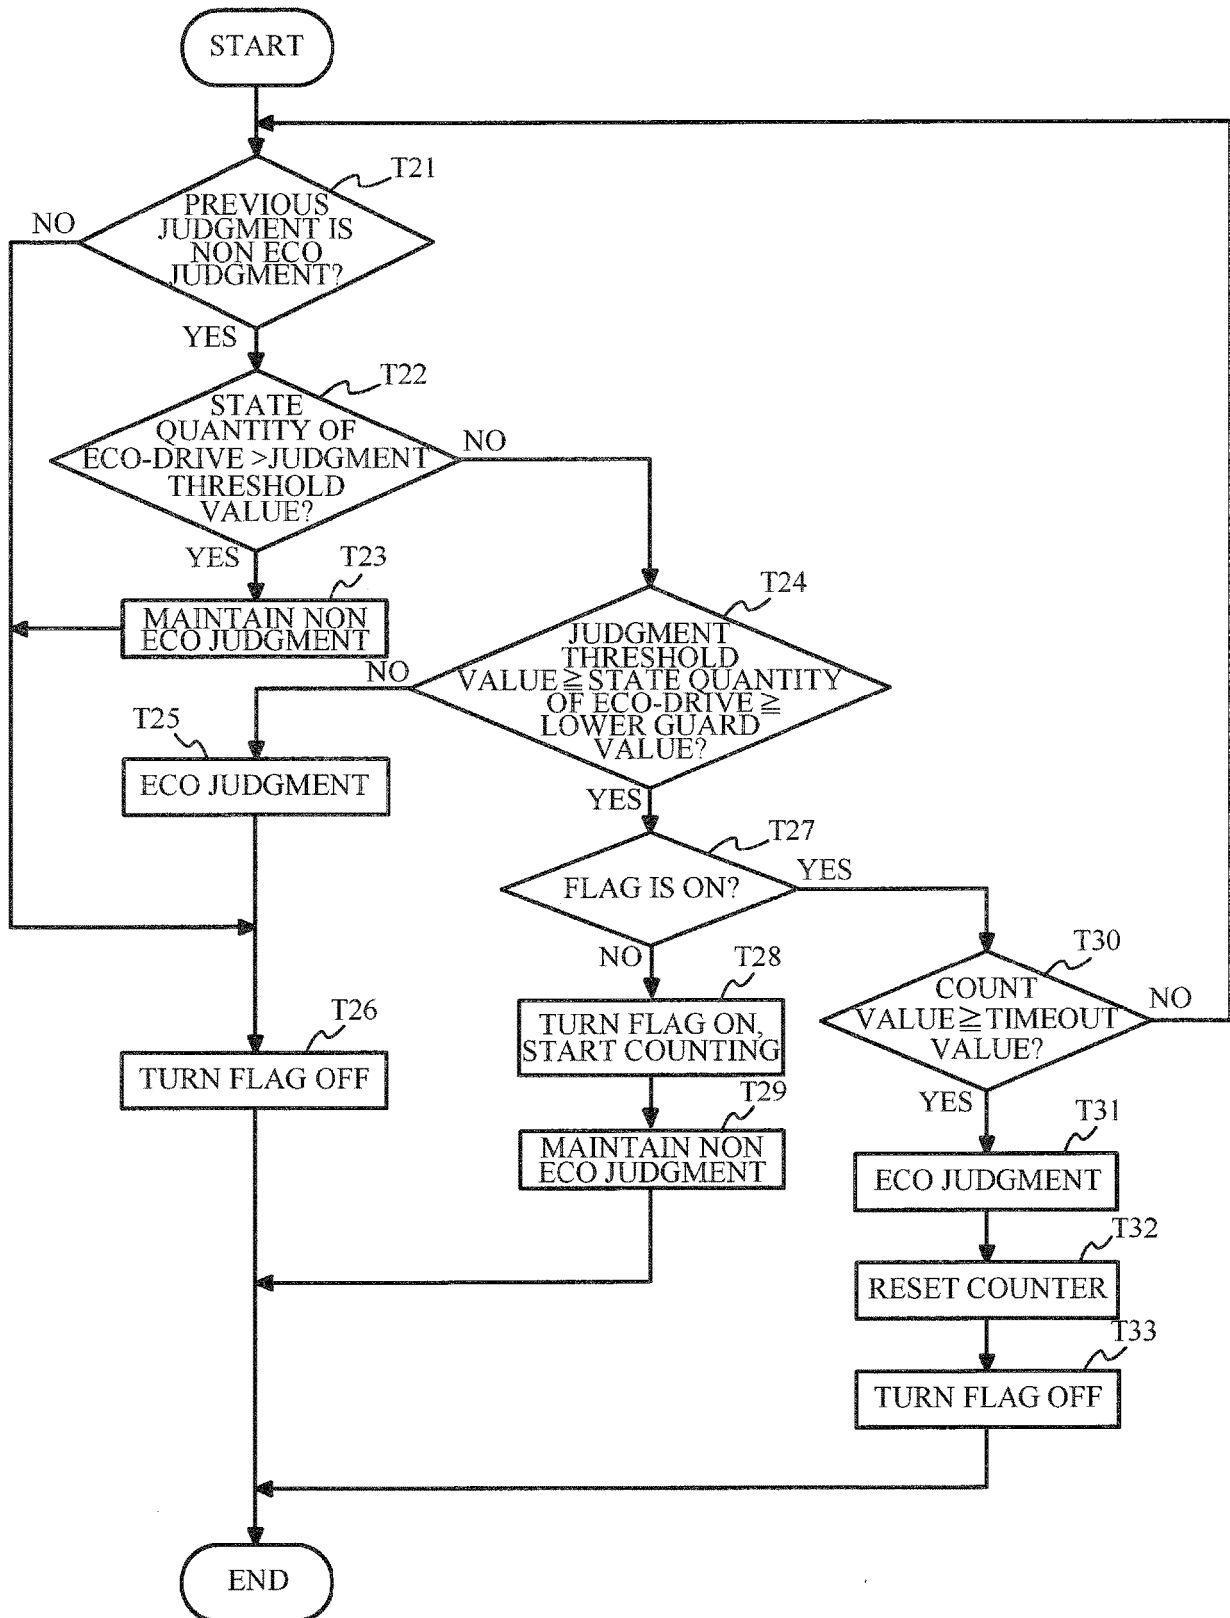 START
T21
PREVIOUS
JUDGMENT IS
NON ECO
JUDGMENT?
NO
YES
T22
STATE
QUANTITY OF
ECO-DRIVE >JUDGMENT
THRESHOLD
VALUE?
NO
YES
T23
MAINTAIN NON
ECO JUDGMENT
T24
JUDGMENT
THRESHOLD
VALUE≧STATE QUANTITY
OF ECO-DRIVE≧
LOWER GUARD
VALUE?
NO
YES
T25
ECO JUDGMENT
T26
TURN FLAG OFF
T27
FLAG IS ON?
YES
NO
T28
TURN FLAG ON,
START COUNTING
T29
MAINTAIN NON
ECO JUDGMENT
T30
COUNT
VALUE≧TIMEOUT
VALUE?
NO
YES
T31
ECO JUDGMENT
T32
RESET COUNTER
T33
TURN FLAG OFF
END